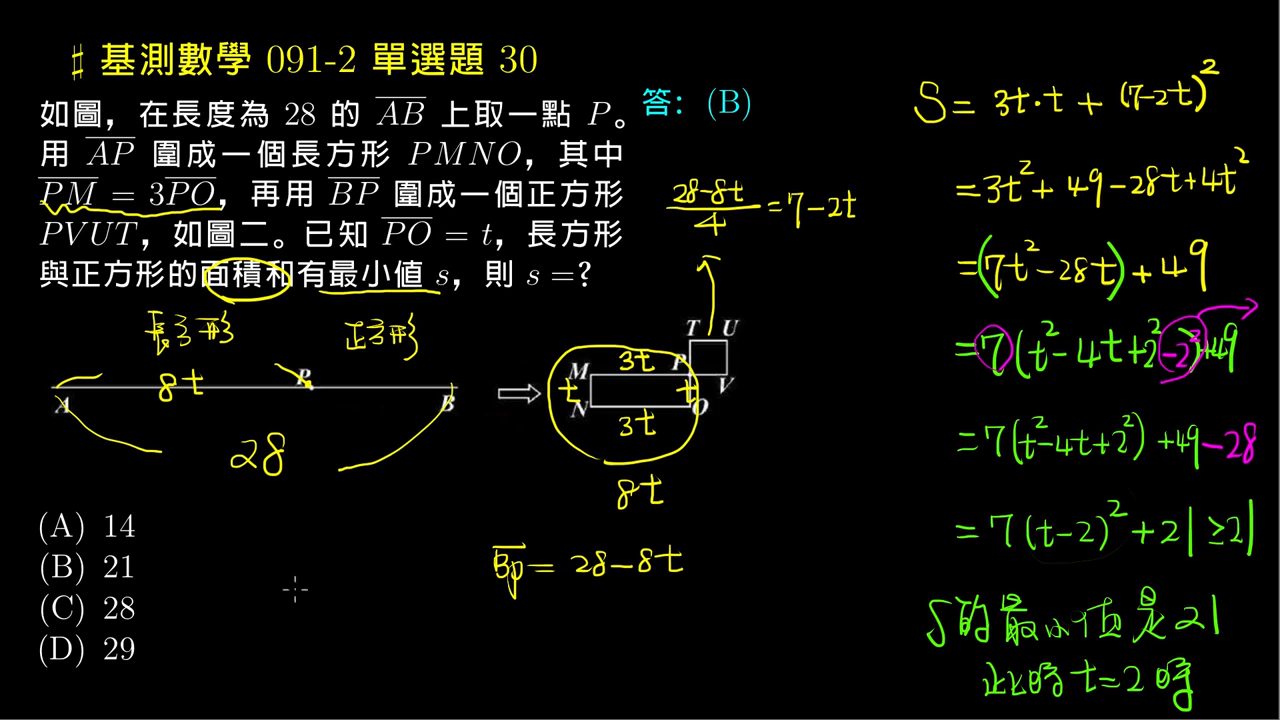 ♯ 基測數學 091-2 單選題 30
如圖，在長度為 28 的 AB 上取一點 P。
用 AP 圍成一個長方形 PMNO，其中
PM = 3PO，再用 BP 圍成一個正方形
PVUT，如圖二。已知 PO = t，長方形
與正方形的面積和有最小值 s，則 s =?
答：(B)
28-8t/4 = 7-2t
長方形 正方形
8t P
A B
28
T U
M 3t P
t t V
N 3t O
8t
BP = 28-8t
(A) 14
(B) 21
(C) 28
(D) 29
S = 3t·t + (7-2t)²
=3t²+49-28t+4t²
=(7t²-28t)+49
=7(t²-4t+2²-2²)+49
=7(t²-4t+2²)+49-28
=7(t-2)²+21≥21
S的最小值是21
此時t=2時